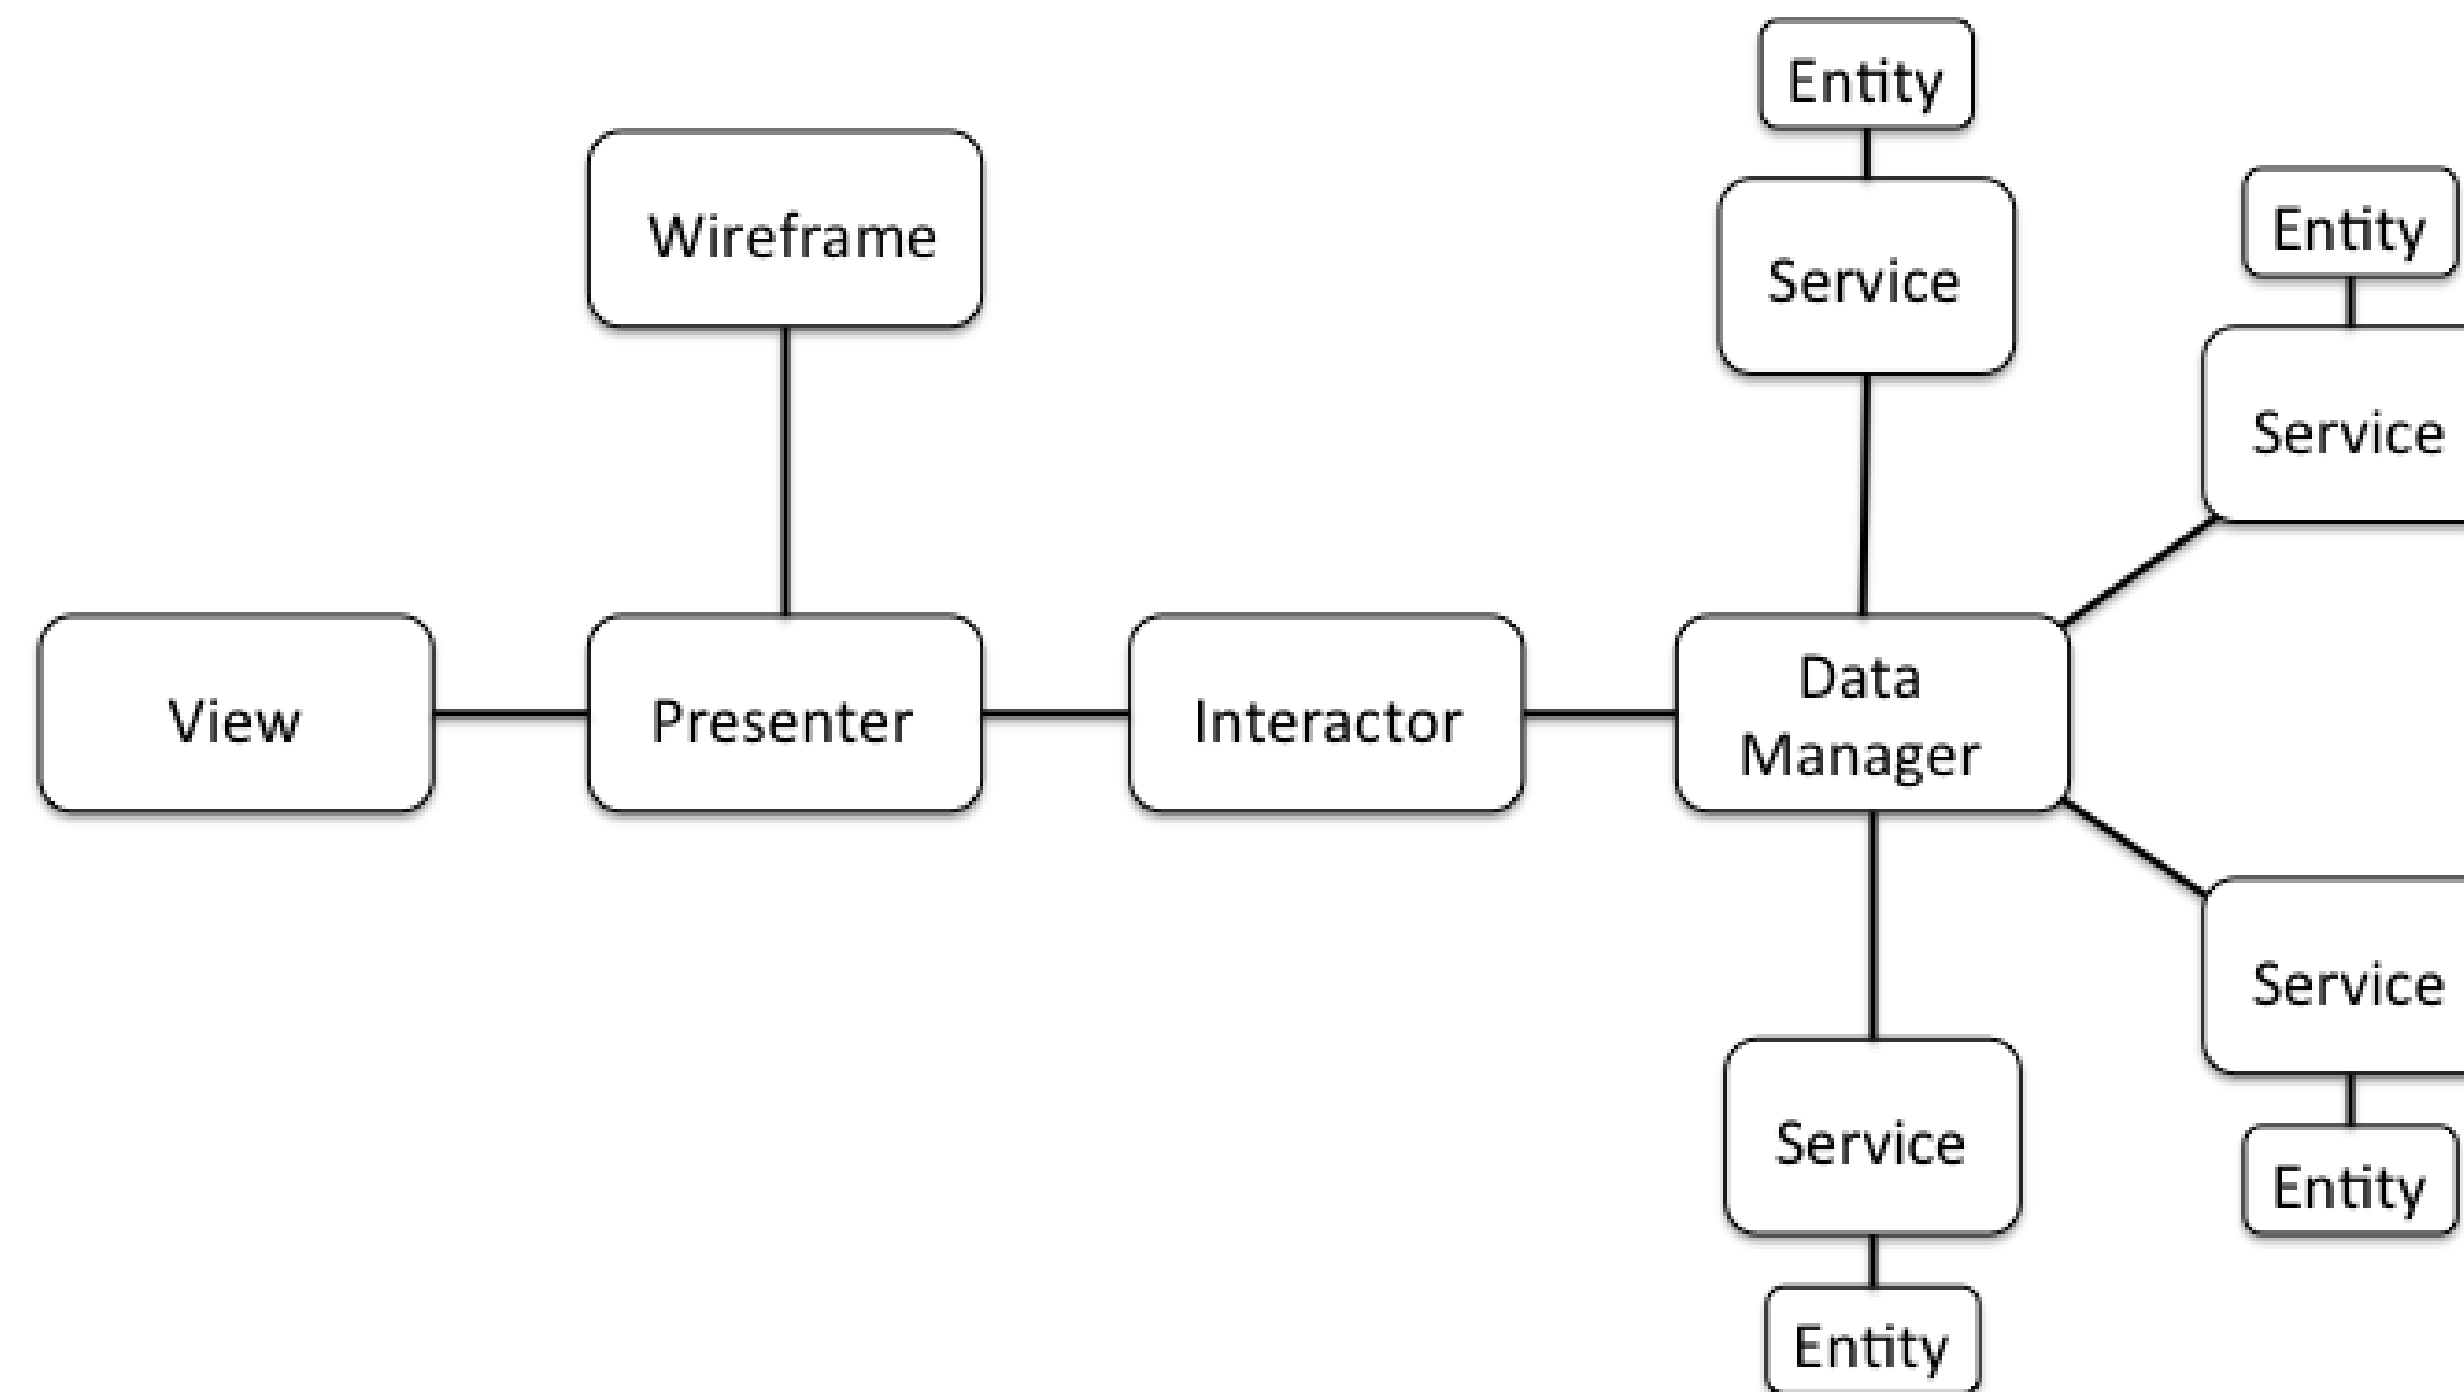 Entity
Entity
Wireframe
Service
Service
View
Presenter
Interactor
Data
Manager
Service
Service
Entity
Entity